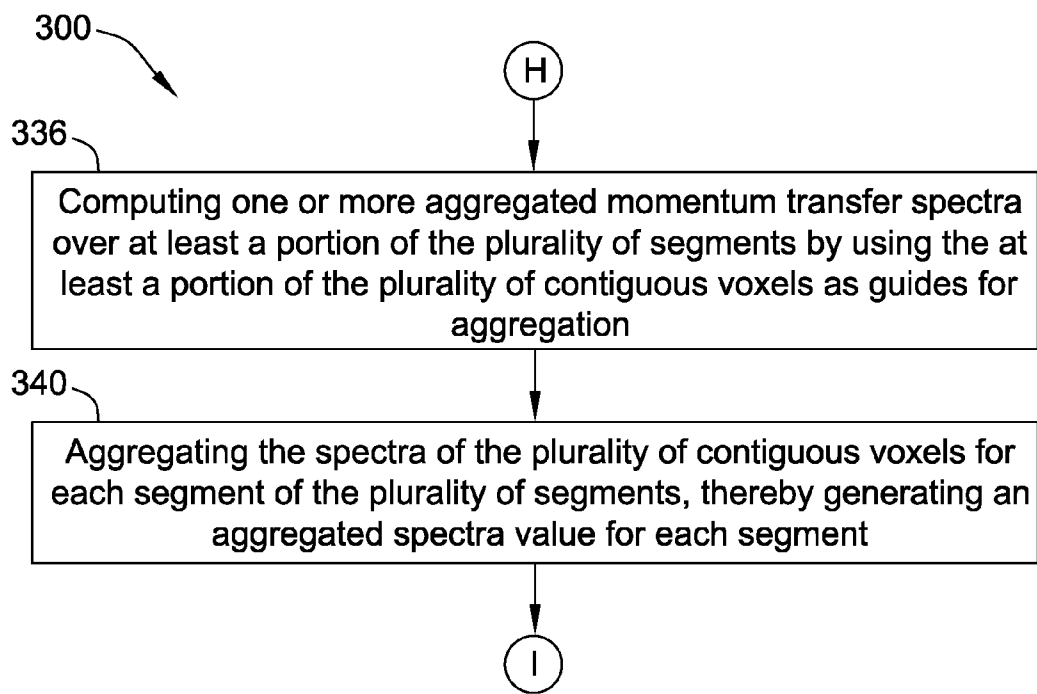 300
H
336
Computing one or more aggregated momentum transfer spectra
over at least a portion of the plurality of segments by using the at
least a portion of the plurality of contiguous voxels as guides for
aggregation
340
Aggregating the spectra of the plurality of contiguous voxels for
each segment of the plurality of segments, thereby generating an
aggregated spectra value for each segment
I